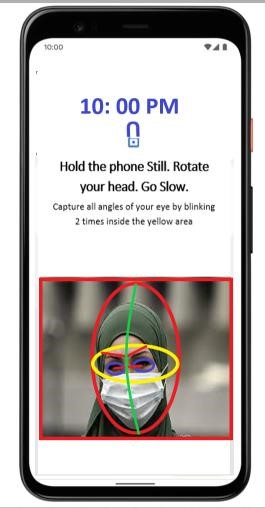 10:00
10: 00 PM
Hold the phone Still. Rotate
your head. Go Slow.
Capture all angles of your eye by blinking
2 times inside the yellow area